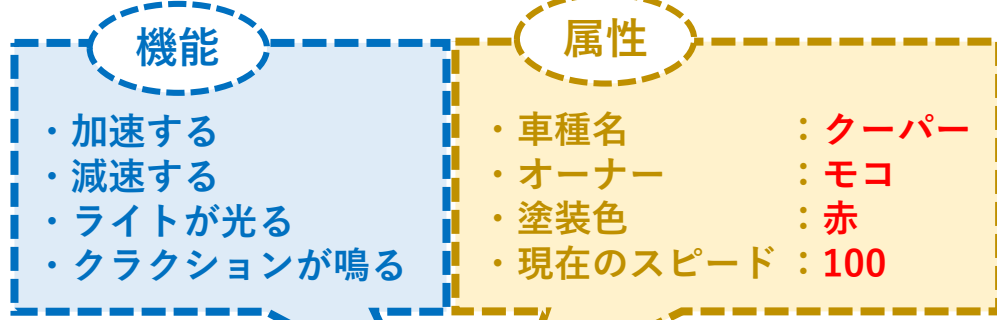 機能
・加速する
・減速する
・ライトが光る
・クラクションが鳴る
属性
・車種名 ：クーパー
・オーナー ：モコ
・塗装色 ：赤
・現在のスピード ：100